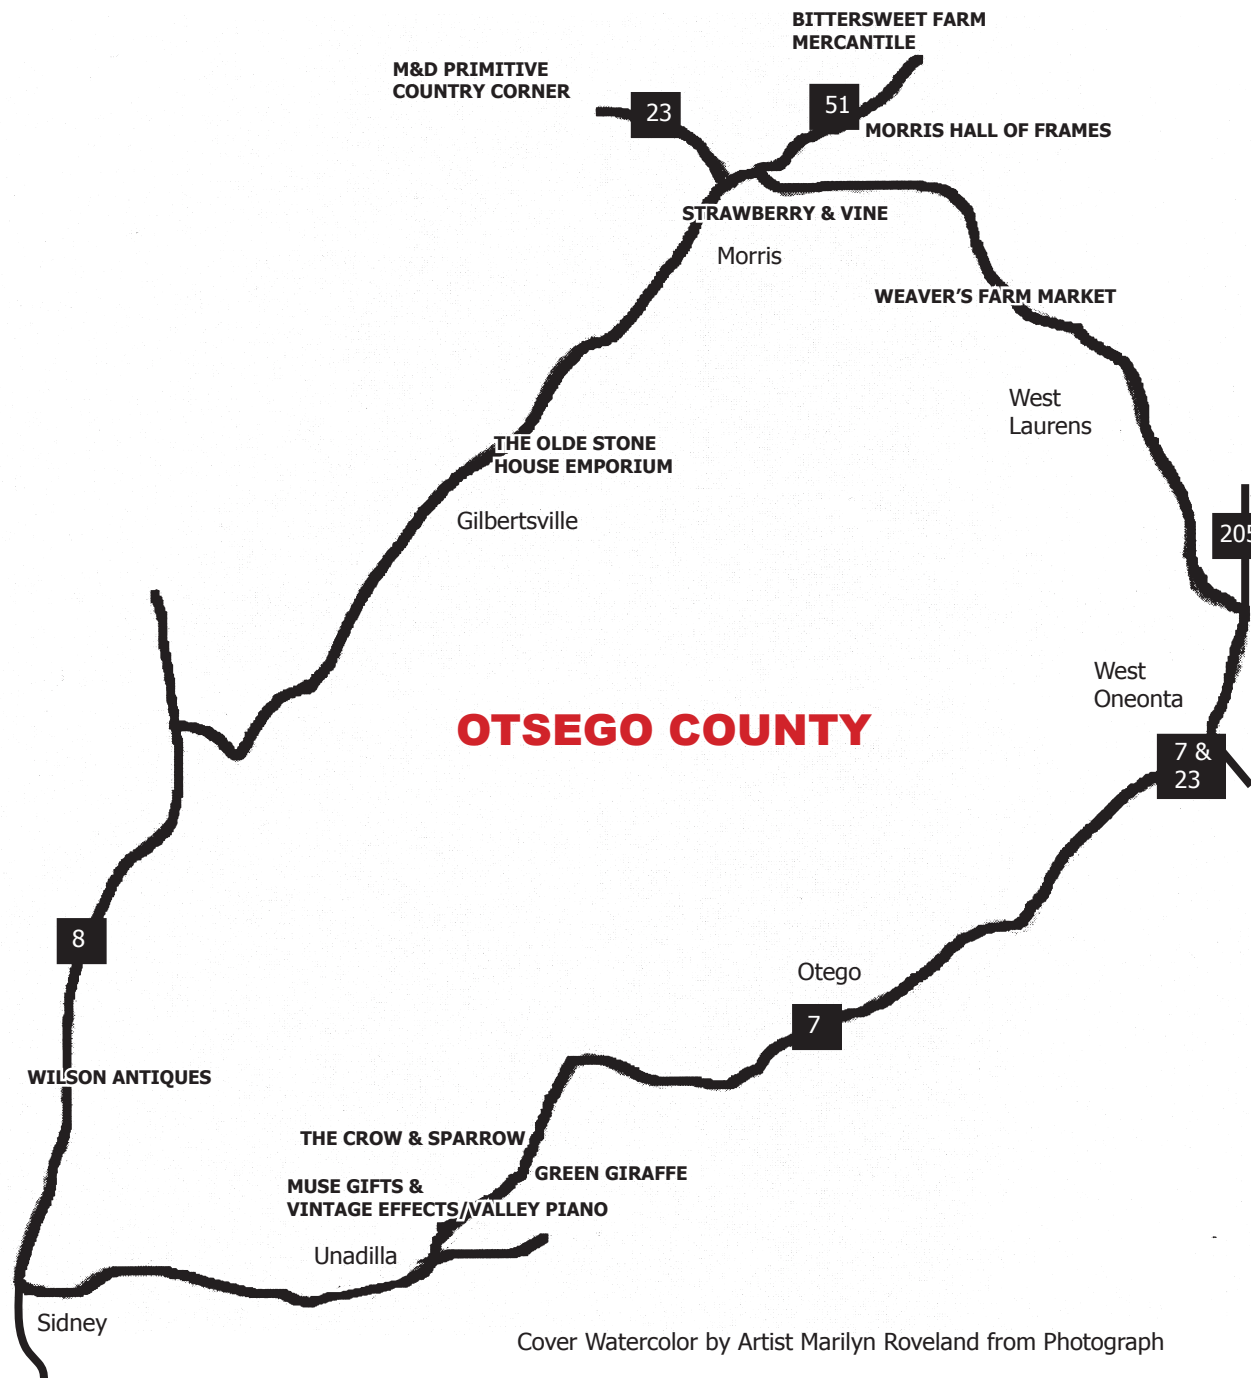 BITTERSWEET FARM
MERCANTILE
M&D PRIMITIVE
COUNTRY CORNER
23
51
MORRIS HALL OF FRAMES
STRAWBERRY & VINE
Morris
WEAVER'S FARM MARKET
West
Laurens
THE OLDE STONE
HOUSE EMPORIUM
Gilbertsville
205
West
Oneonta
OTSEGO COUNTY
7 &
23
8
Otego
7
WILSON ANTIQUES
THE CROW & SPARROW
GREEN GIRAFFE
MUSE GIFTS &
VINTAGE EFFECTS/VALLEY PIANO
Unadilla
Sidney
Cover Watercolor by Artist Marilyn Roveland from Photograph